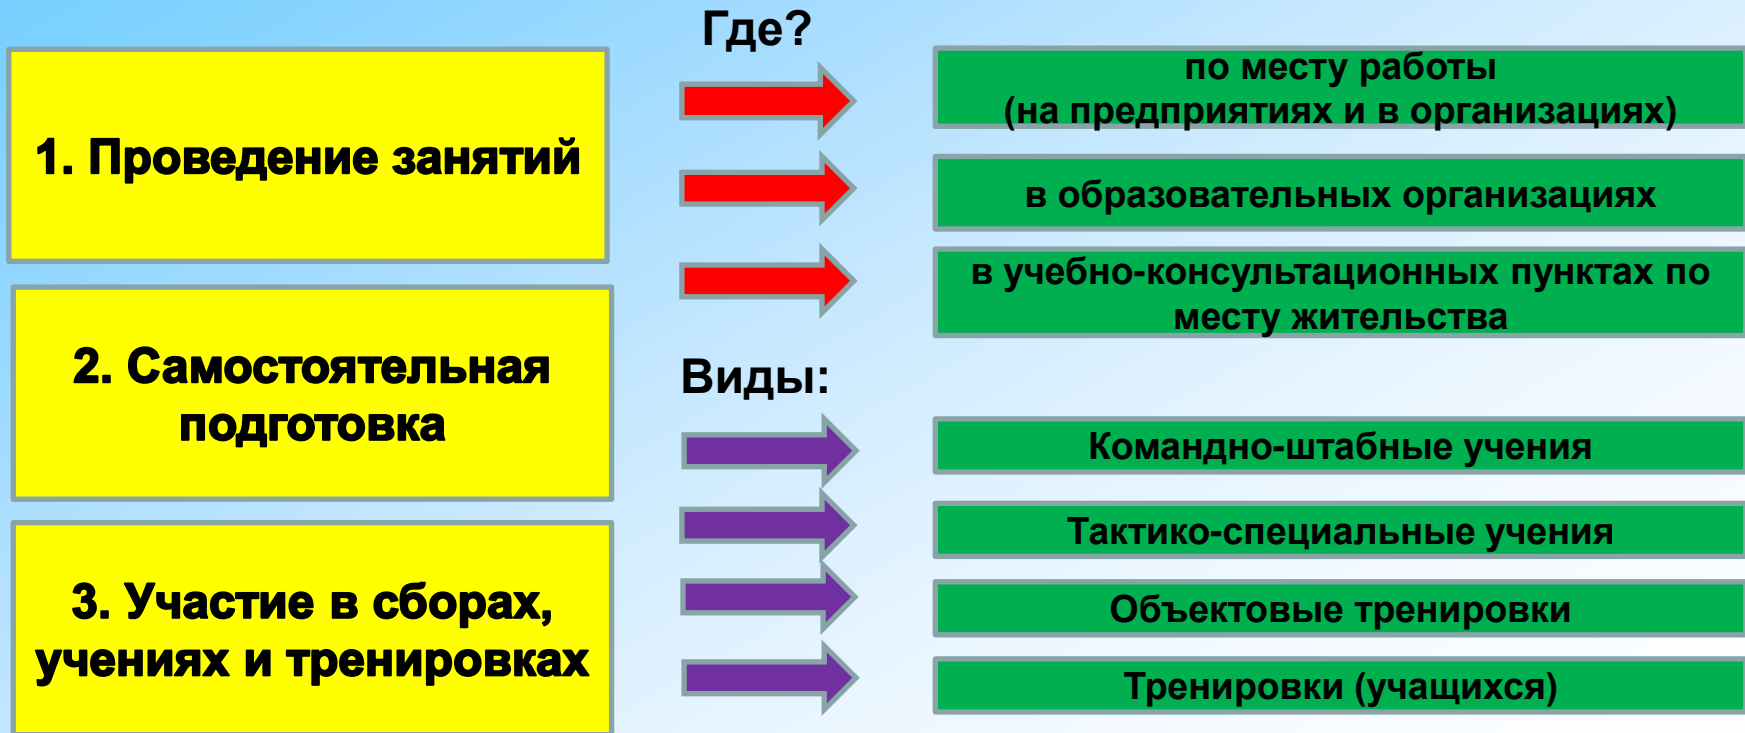 Где?
1. Проведение занятий
по месту работы
(на предприятиях и в организациях)
в образовательных организациях
в учебно-консультационных пунктах по
месту жительства
2. Самостоятельная
подготовка
Виды:
Командно-штабные учения
Тактико-специальные учения
3. Участие в сборах,
учениях и тренировках
Объектовые тренировки
Тренировки (учащихся)